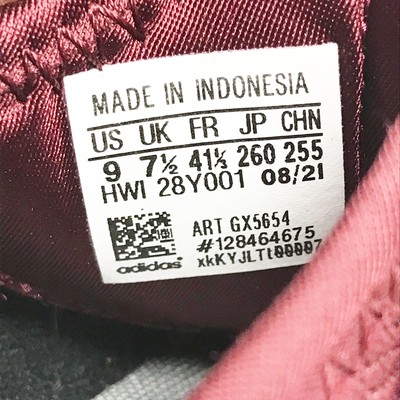 MADE IN INDONESIA
US UK FR JP CHN
9 7½ 41⅓ 260 255
HWI 28Y001 08/21
ART GX5654
#128464675
adidas